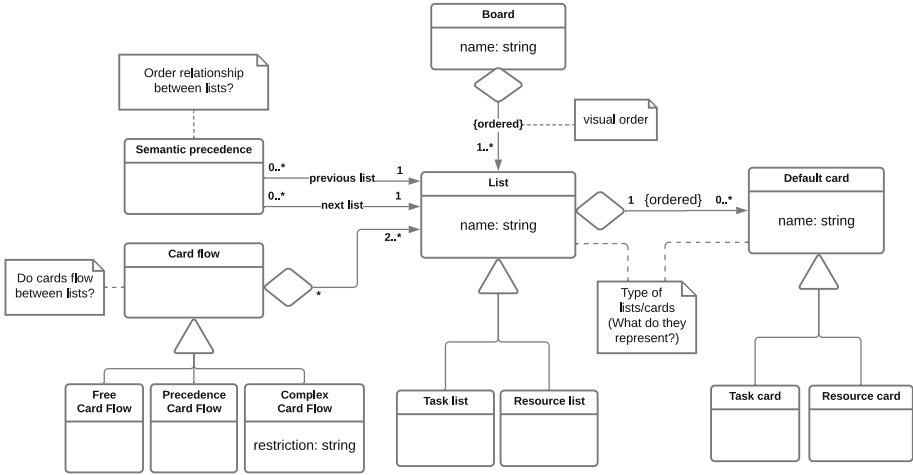 Board
name: string
Order relationship
between lists?
{ordered}
visual order
1..*
Semantic precedence
0..*
previous list
1
0..*
next list
1
List
name: string
1
{ordered}
0..*
Default card
name: string
2..*
Card flow
*
Do cards flow
between lists?
Type of
lists/cards
(What do they
represent?)
Free
Card Flow
Precedence
Card Flow
Complex
Card Flow
restriction: string
Task list
Resource list
Task card
Resource card